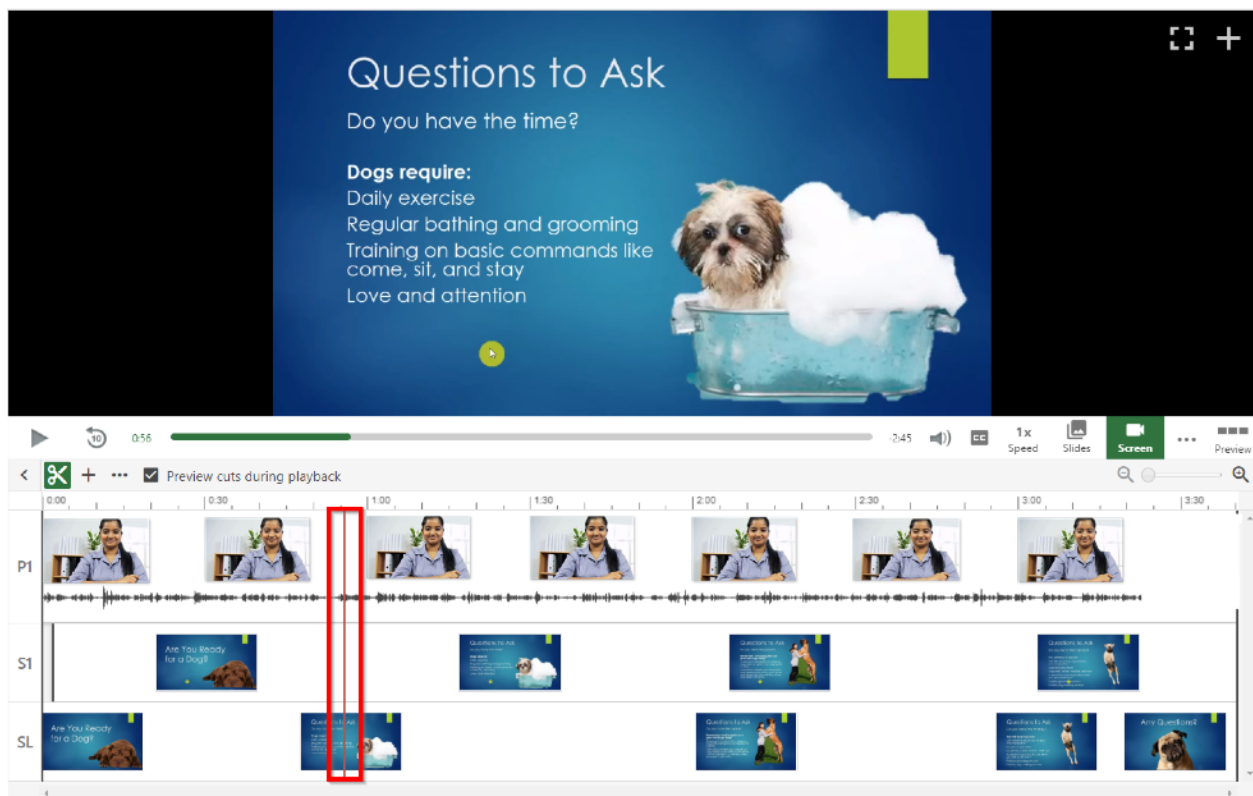 Questions to Ask
Do you have the time?
Dogs require:
Daily exercise
Regular bathing and grooming
Training on basic commands like
come, sit, and stay
Love and attention
10
0:56
-2:45
CC
1x
Speed
Slides
Screen
Preview
Preview cuts during playback
0:00
0:30
1:00
1:30
2:00
2:30
3:00
3:30
P1
S1
Are You Ready
for a Dog?
Questions to Ask
Questions to Ask
Questions to Ask
SL
Are You Ready
for a Dog?
Questions to Ask
Questions to Ask
Questions to Ask
Any Questions?